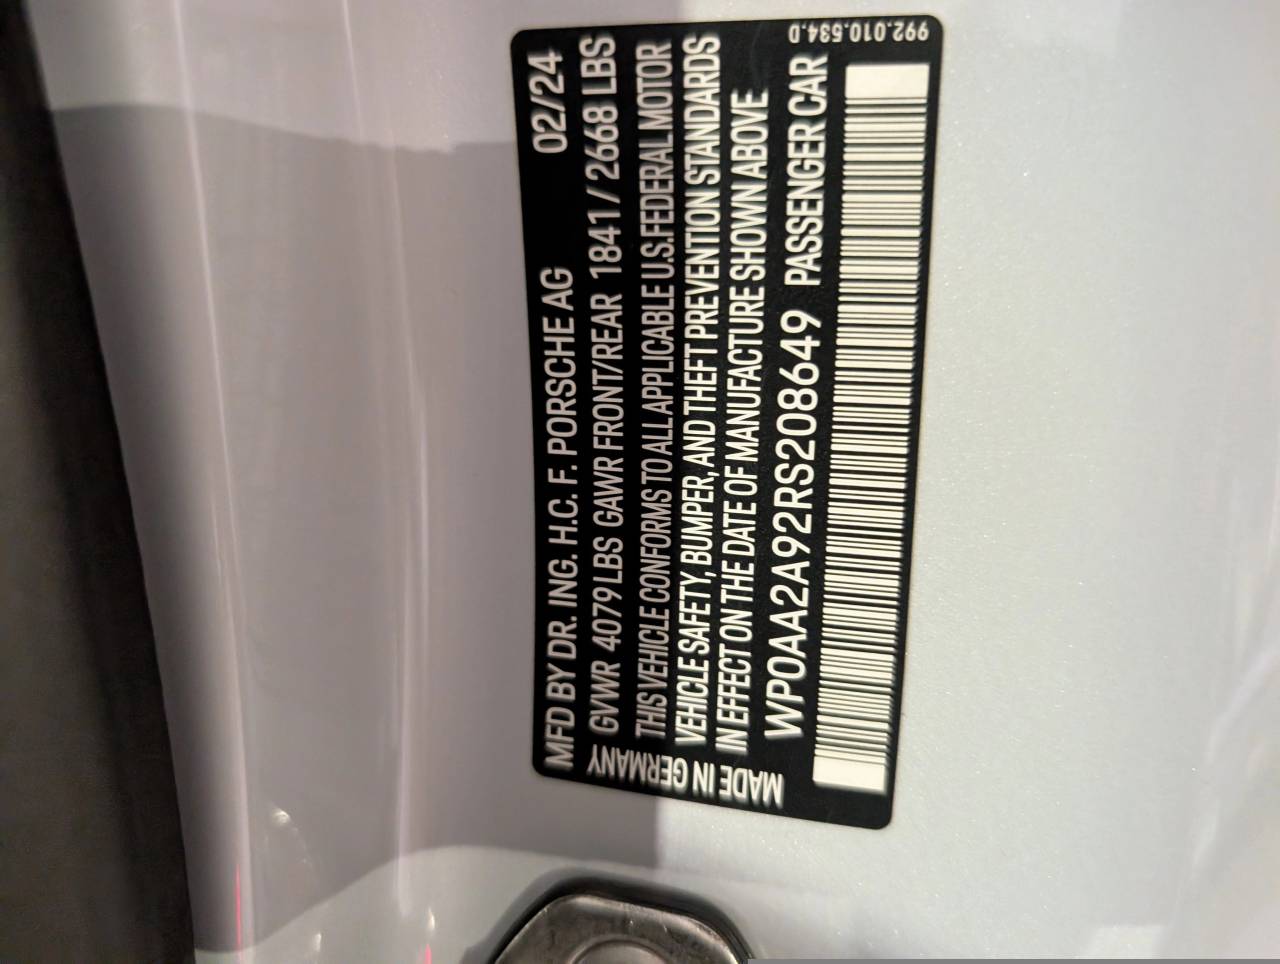 MFD BY DR. ING. H.C. F. PORSCHE AG 02/24
GVWR 4079 LBS GAWR FRONT/REAR 1841 / 2668 LBS
THIS VEHICLE CONFORMS TO ALL APPLICABLE U.S. FEDERAL MOTOR
VEHICLE SAFETY, BUMPER, AND THEFT PREVENTION STANDARDS
IN EFFECT ON THE DATE OF MANUFACTURE SHOWN ABOVE
WP0AA2A92RS208649 PASSENGER CAR
MADE IN GERMANY
992.010.534.D